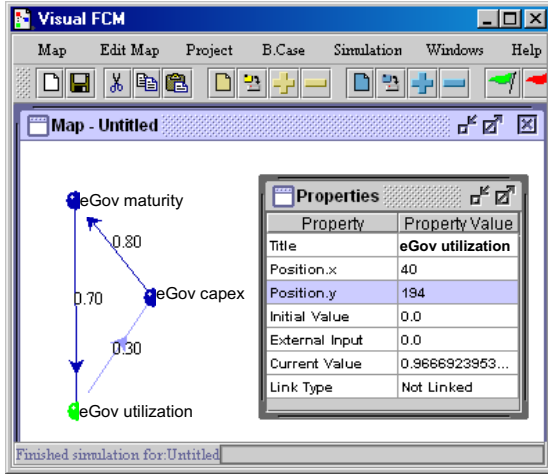 Visual FCM
Map Edit Map Project B.Case Simulation Windows Help
Map - Untitled
eGov maturity
0.80
0.70
eGov capex
0.30
eGov utilization
Properties
Property Property Value
Title eGov utilization
Position.x 40
Position.y 194
Initial Value 0.0
External Input 0.0
Current Value 0.9666923953...
Link Type Not Linked
Finished simulation for:Untitled